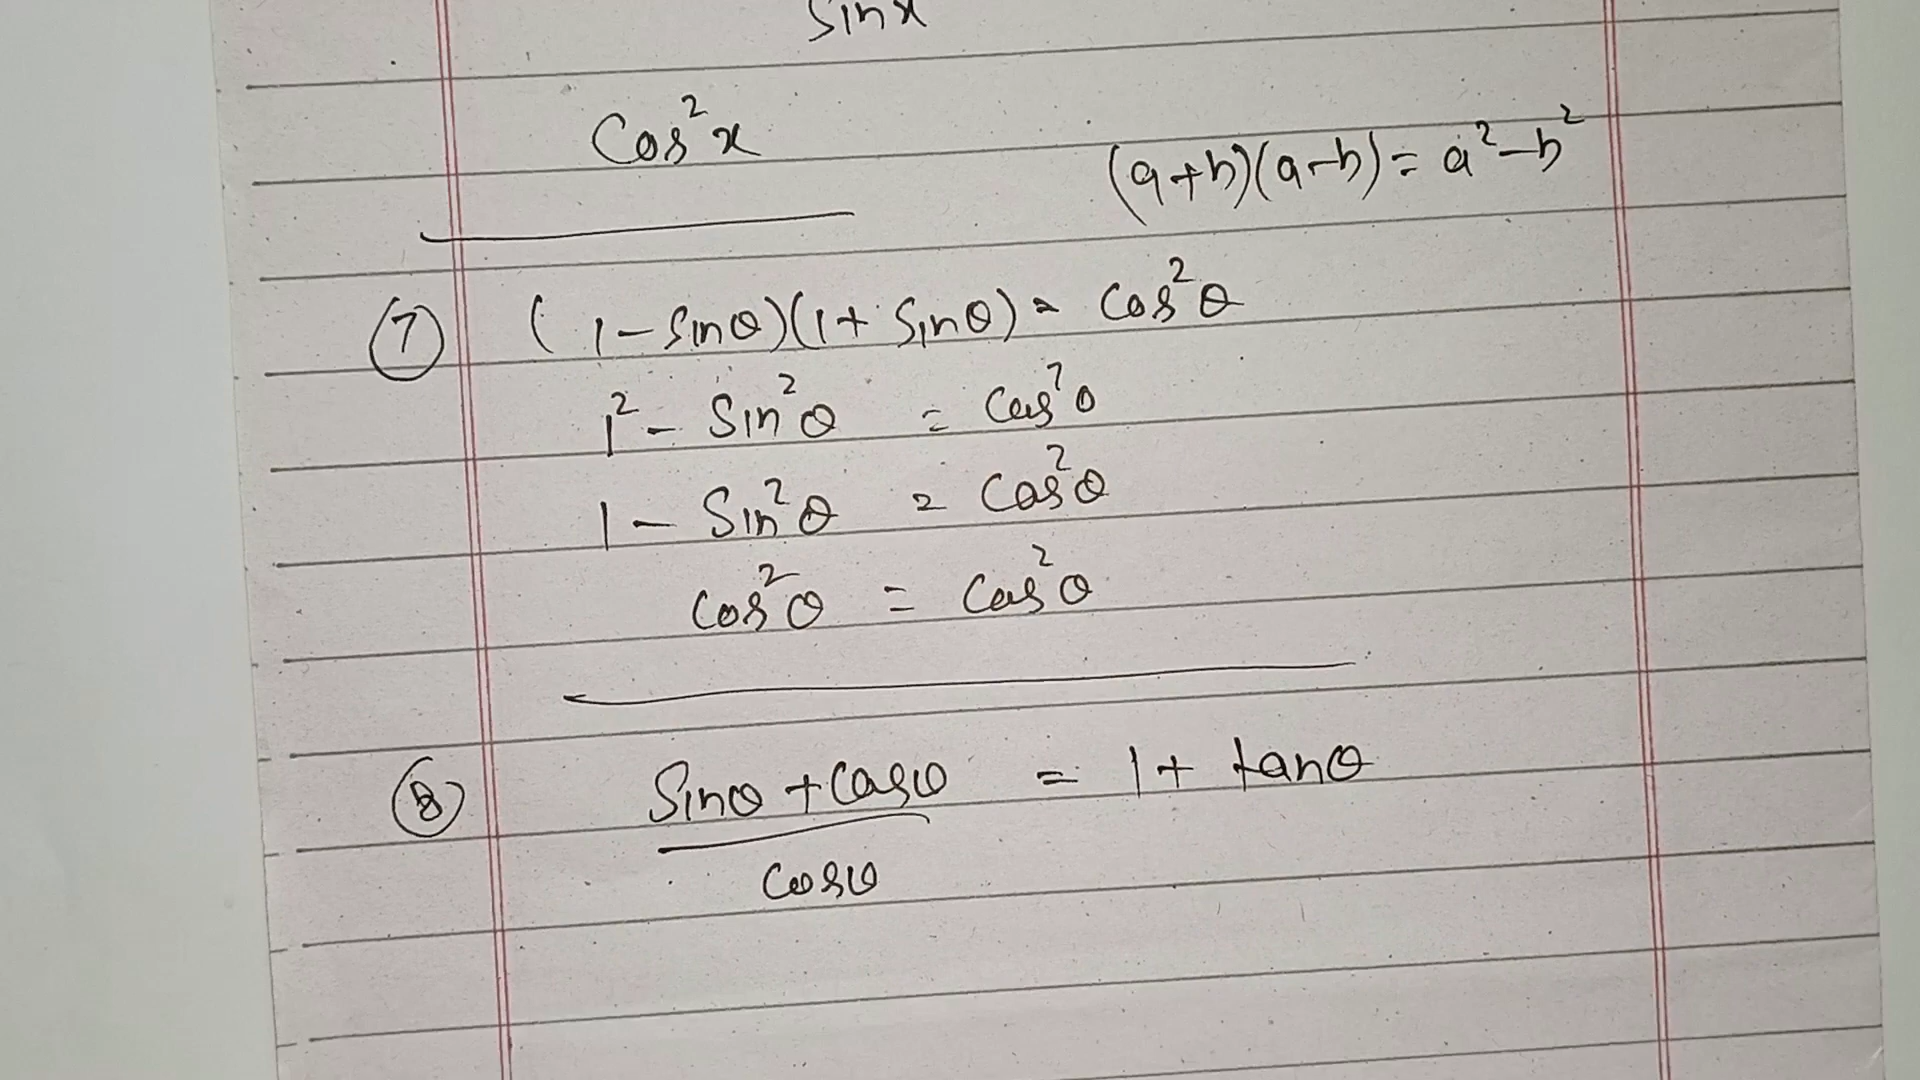 Sinx
Cos²x
(a+b)(a-b) = a²-b²
7 (1-Sinθ)(1+Sinθ) = Cos²θ
1² - Sin²θ = Cos²θ
1 - Sin²θ = Cos²θ
Cos²θ = Cos²θ
8 Sinθ + Cosθ = 1 + tanθ
Cosθ